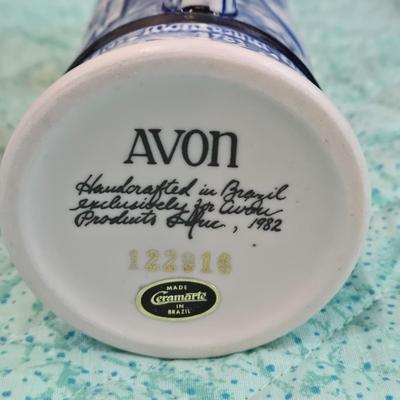 AVON
Handcrafted in Brazil
exclusively for Avon
Products Inc, 1982
122916
MADE
Ceramarte
IN
BRAZIL